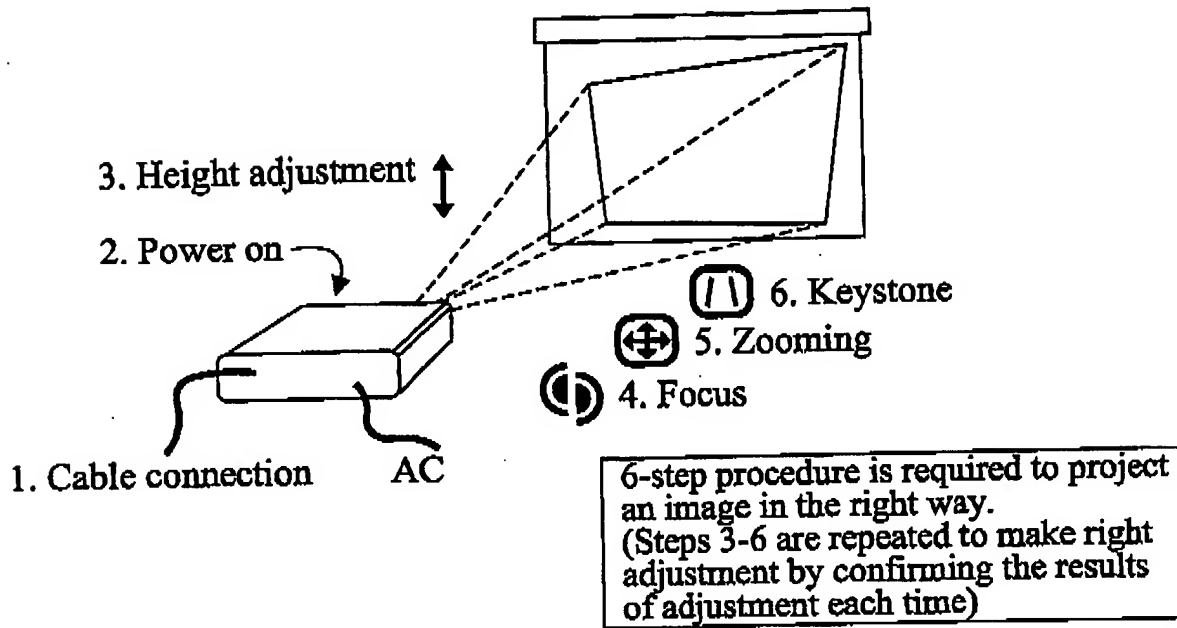 3. Height adjustment
2. Power on
6. Keystone
5. Zooming
4. Focus
1. Cable connection
AC
6-step procedure is required to project
an image in the right way.
(Steps 3-6 are repeated to make right
adjustment by confirming the results
of adjustment each time)